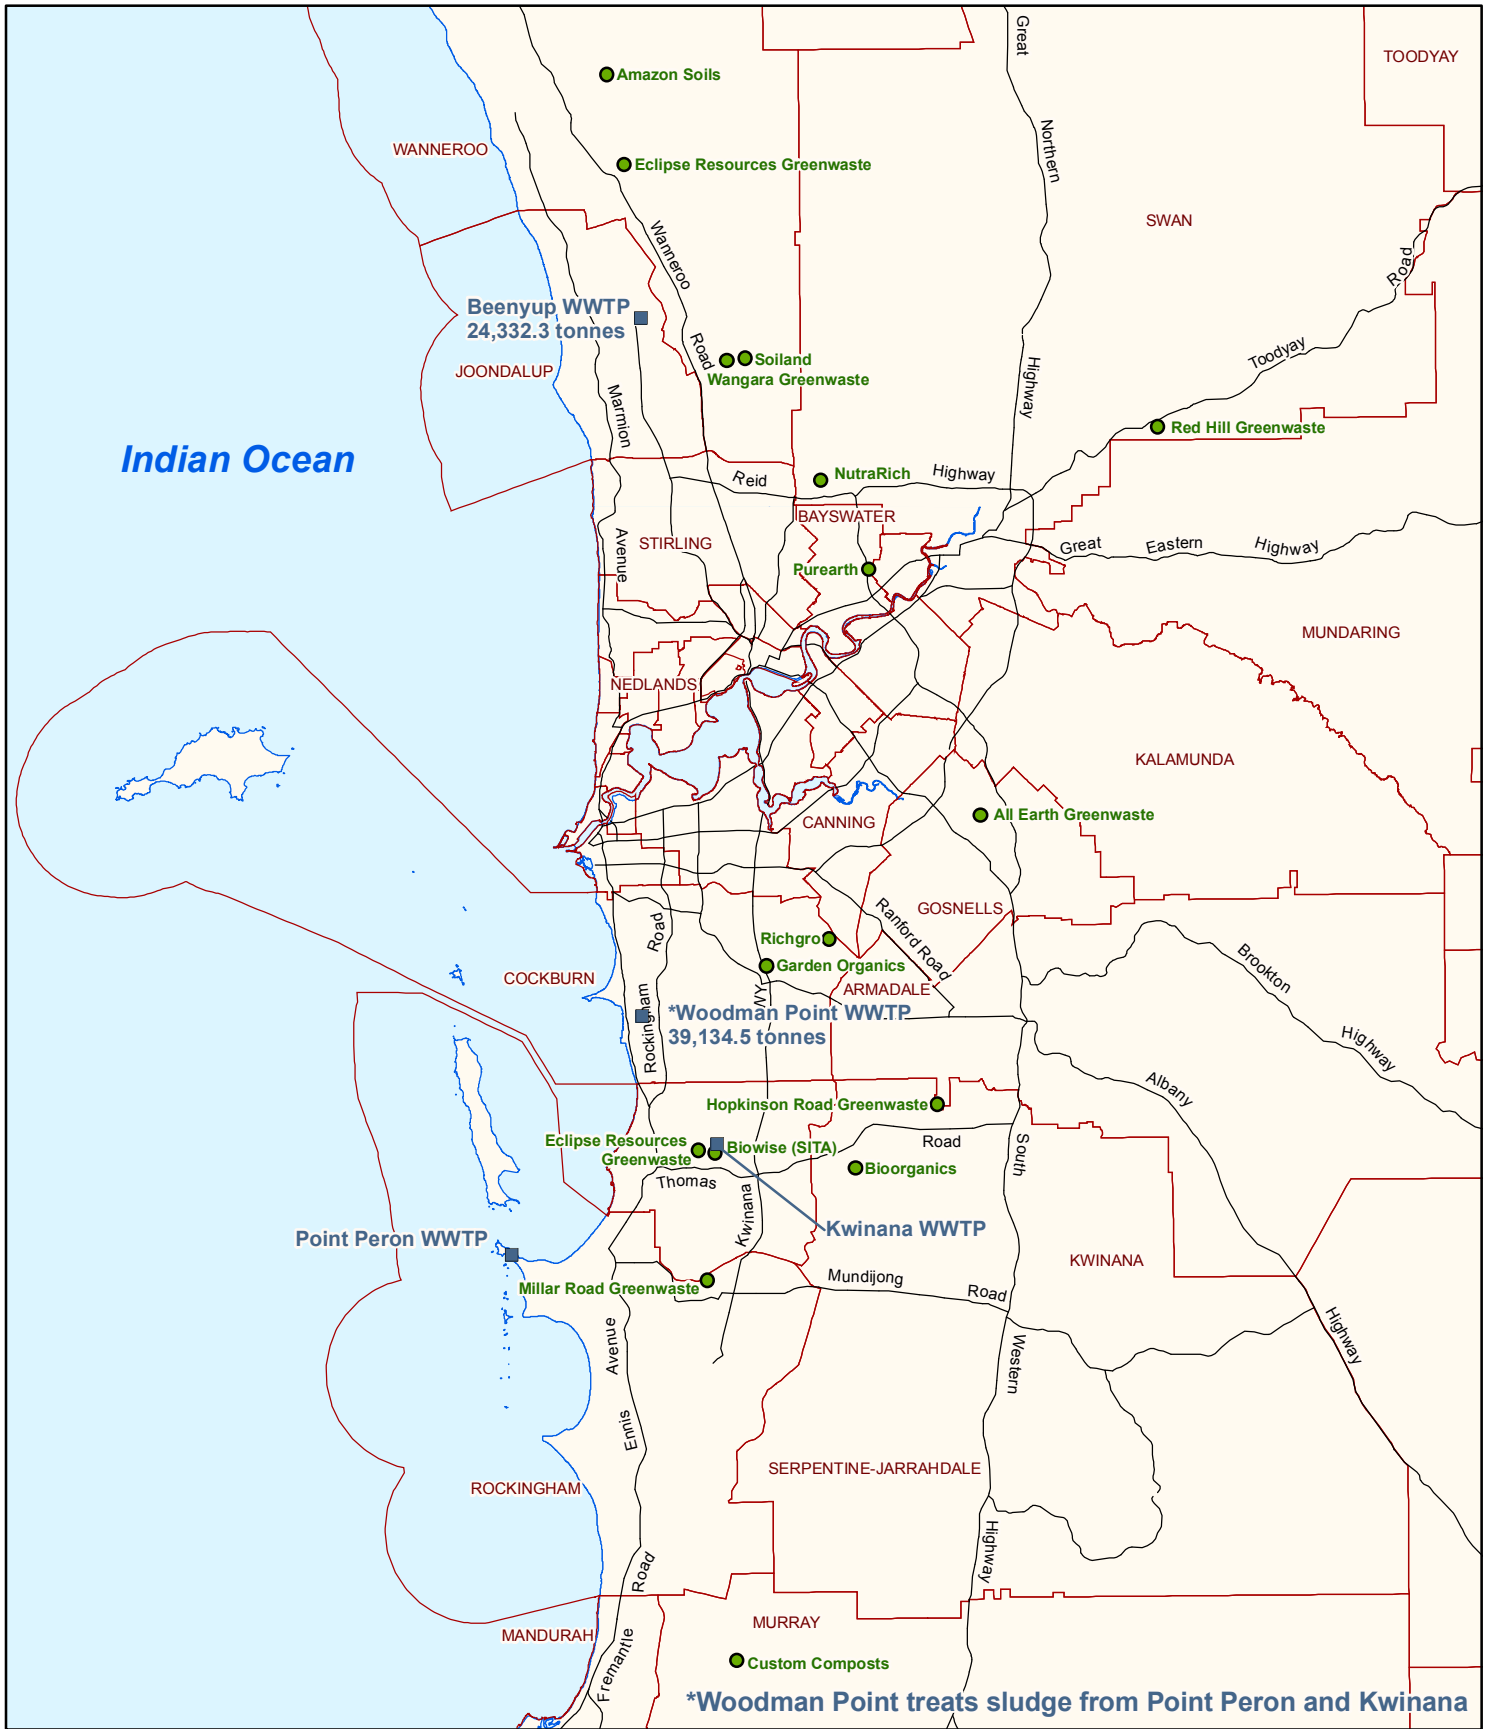 Great
TOODYAY
Amazon Soils
WANNEROO
Northern
Eclipse Resources Greenwaste
SWAN
Wanneroo
Road
Beenyup WWTP
24,332.3 tonnes
Road
Soiland
Wangara Greenwaste
Toodyay
JOONDALUP
Marmion
Highway
Red Hill Greenwaste
Indian Ocean
Reid
NutraRich
Highway
BAYSWATER
STIRLING
Avenue
Great
Eastern
Highway
Purearth
MUNDARING
NEDLANDS
KALAMUNDA
CANNING
All Earth Greenwaste
GOSNELLS
Ranford Road
Road
Richgro
Garden Organics
Brookton
COCKBURN
ARMADALE
WY
Rockingham
*Woodman Point WWTP
39,134.5 tonnes
Highway
Albany
Hopkinson Road Greenwaste
Eclipse Resources
Greenwaste
Biowise (SITA)
Road
South
Bioorganics
Thomas
Kwinana
Kwinana WWTP
Point Peron WWTP
KWINANA
Millar Road Greenwaste
Mundijong
Road
Avenue
Highway
Western
Ennis
SERPENTINE-JARRAHDALE
ROCKINGHAM
Highway
Road
MURRAY
MANDURAH
Fremantle
Custom Composts
*Woodman Point treats sludge from Point Peron and Kwinana